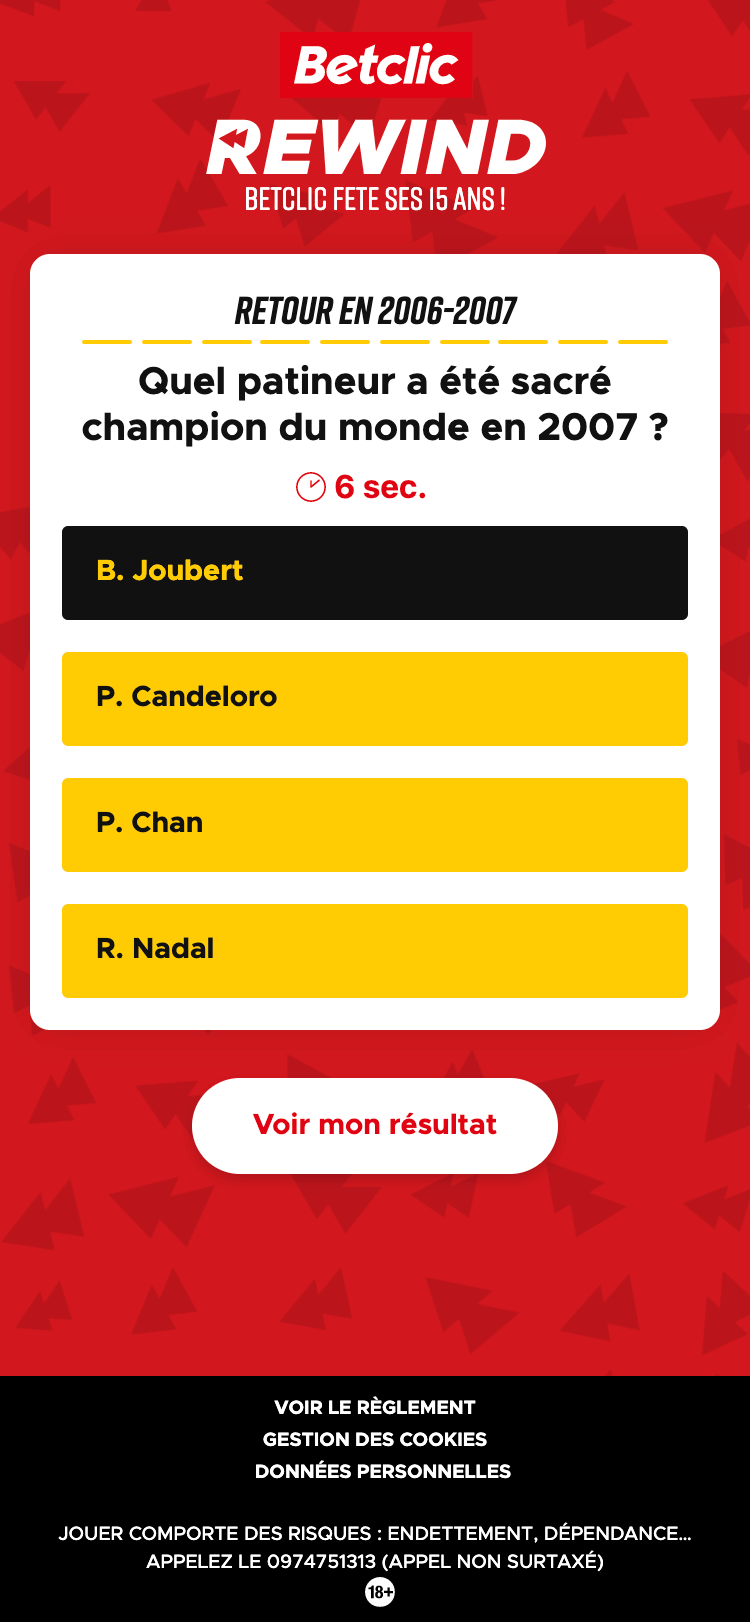 Betclic
REWIND
BETCLIC FETE SES 15 ANS !
RETOUR EN 2006-2007
Quel patineur a été sacré
champion du monde en 2007 ?
6 sec.
B. Joubert
P. Candeloro
P. Chan
R. Nadal
Voir mon résultat
VOIR LE RÈGLEMENT
GESTION DES COOKIES
DONNÉES PERSONNELLES
JOUER COMPORTE DES RISQUES : ENDETTEMENT, DÉPENDANCE...
APPELEZ LE 0974751313 (APPEL NON SURTAXÉ)
18+